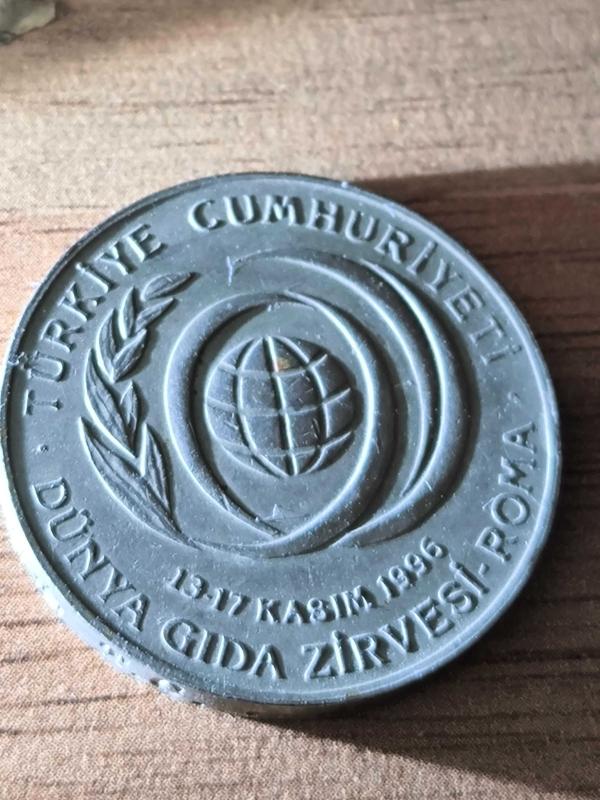 · TÜRKİYE CUMHURİYETİ ·
13-17 KASIM 1996
DÜNYA GIDA ZİRVESİ-ROMA